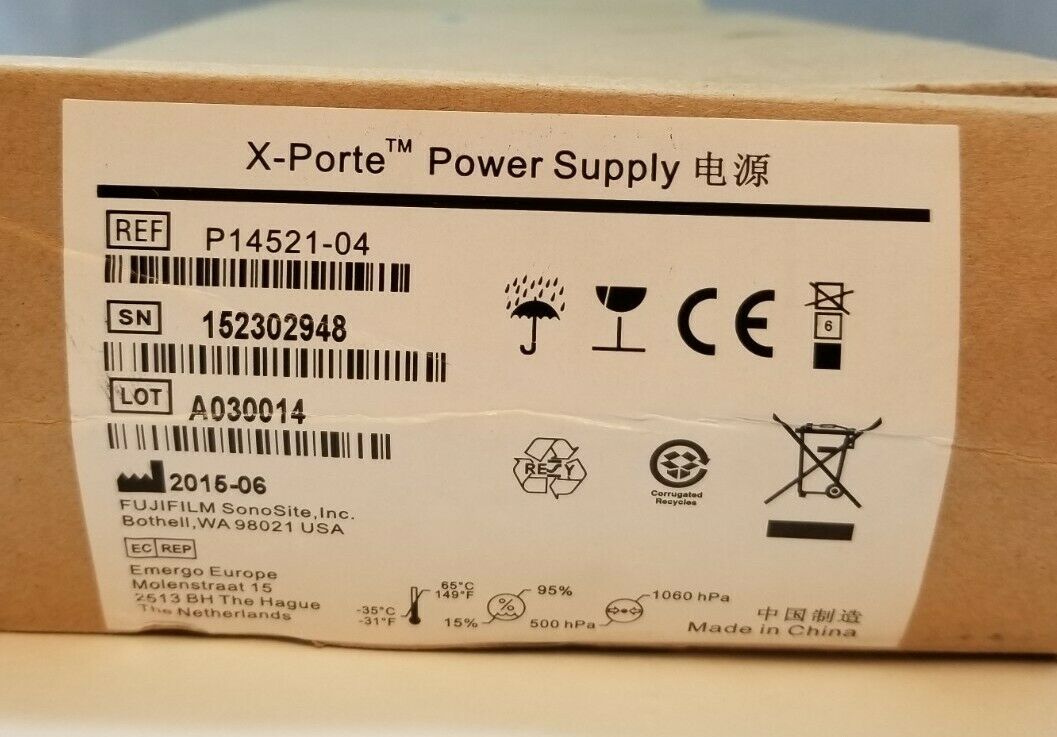 X-Porte™ Power Supply 电源
REF P14521-04
SN 152302948
LOT A030014
2015-06
FUJIFILM SonoSite,Inc.
Bothell,WA 98021 USA
EC REP
Emergo Europe
Molenstraat 15
2513 BH The Hague
The Netherlands
CE
6
RESY
Corrugated
Recycles
65°C
149°F
-35°C
-31°F
95%
%
15%
1060 hPa
500 hPa
中国制造
Made in China